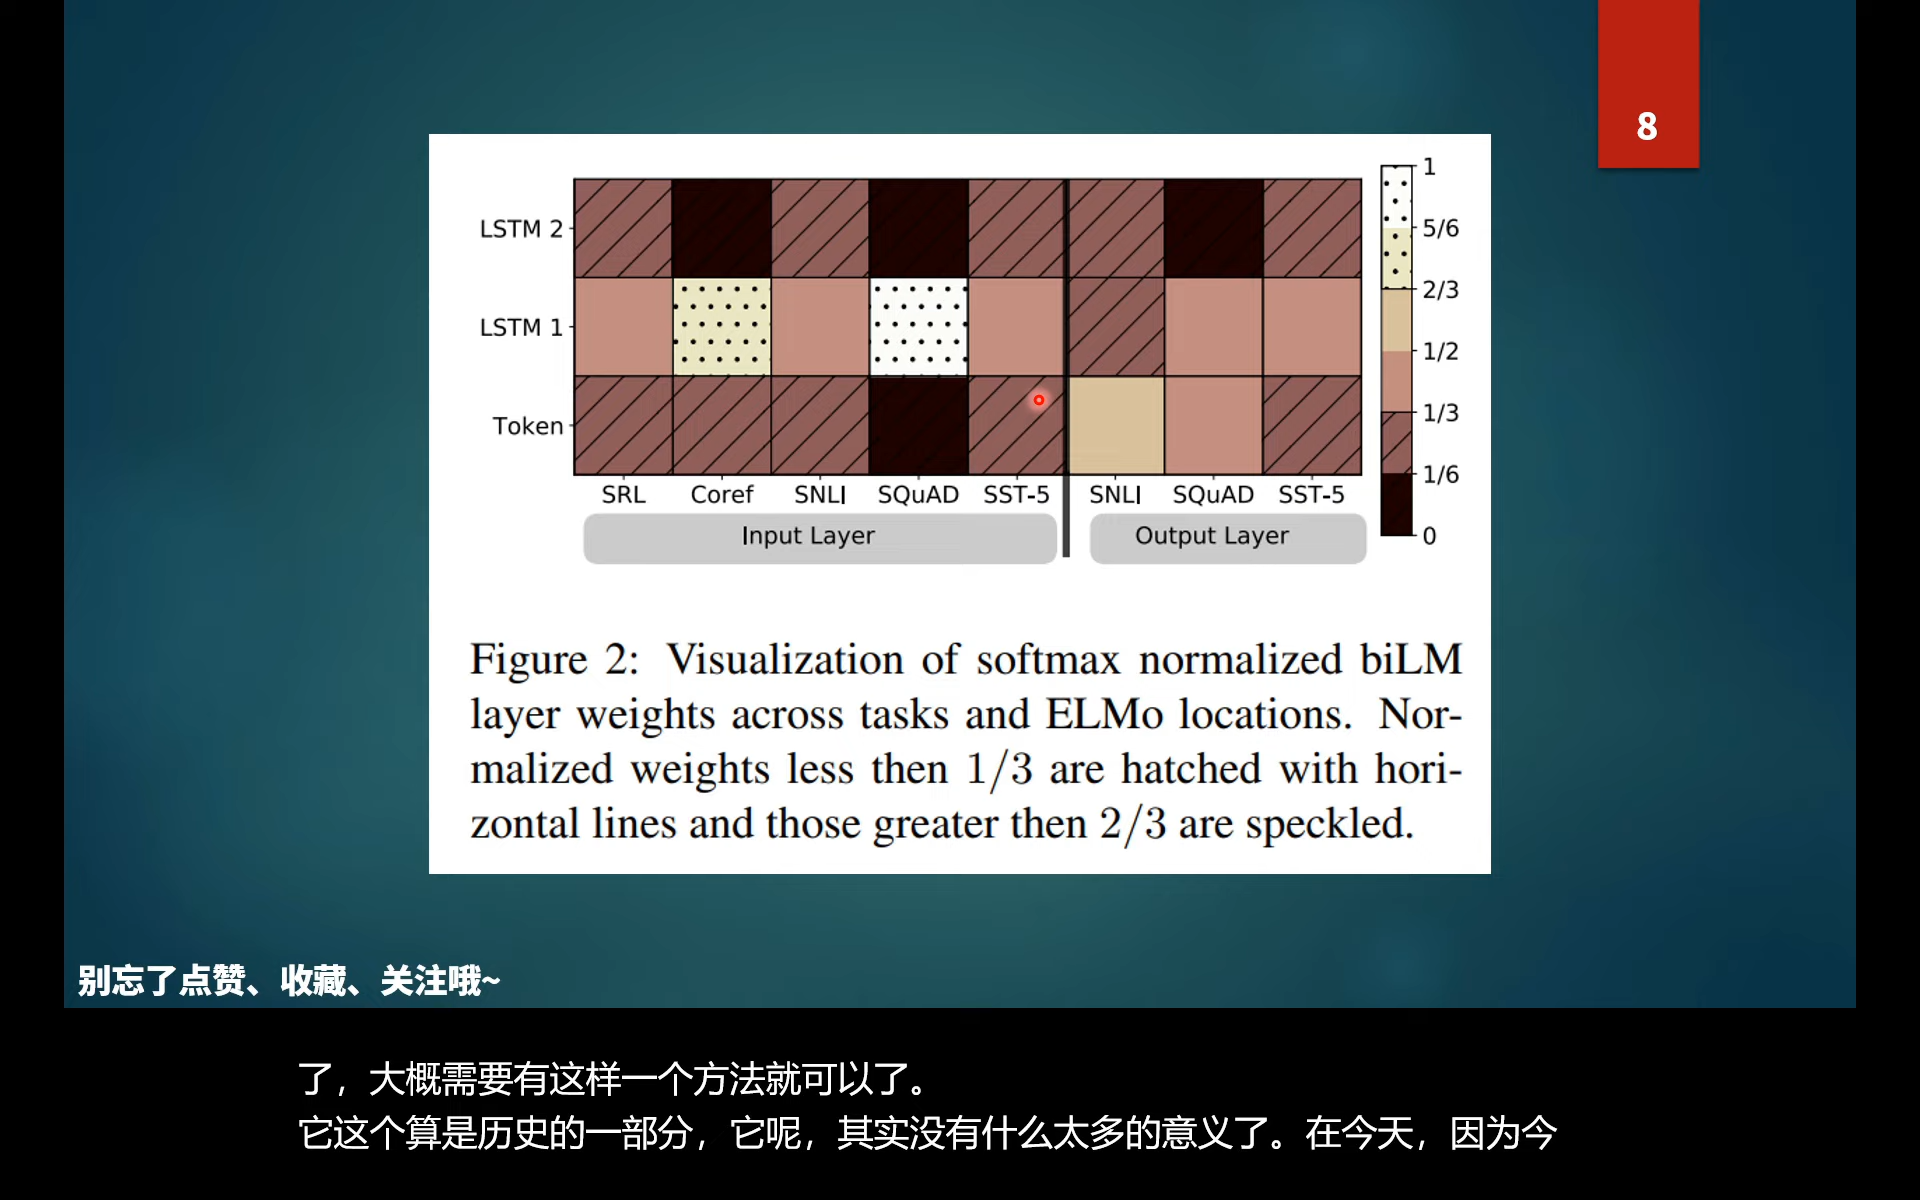 8
1
5/6
2/3
1/2
1/3
1/6
0
LSTM 2
LSTM 1
Token
SRL Coref SNLI SQuAD SST-5 SNLI SQuAD SST-5
Input Layer Output Layer
Figure 2: Visualization of softmax normalized biLM
layer weights across tasks and ELMo locations. Nor-
malized weights less then 1/3 are hatched with hori-
zontal lines and those greater then 2/3 are speckled.
别忘了点赞、收藏、关注哦~
了，大概需要有这样一个方法就可以了。
它这个算是历史的一部分，它呢，其实没有什么太多的意义了。在今天，因为今